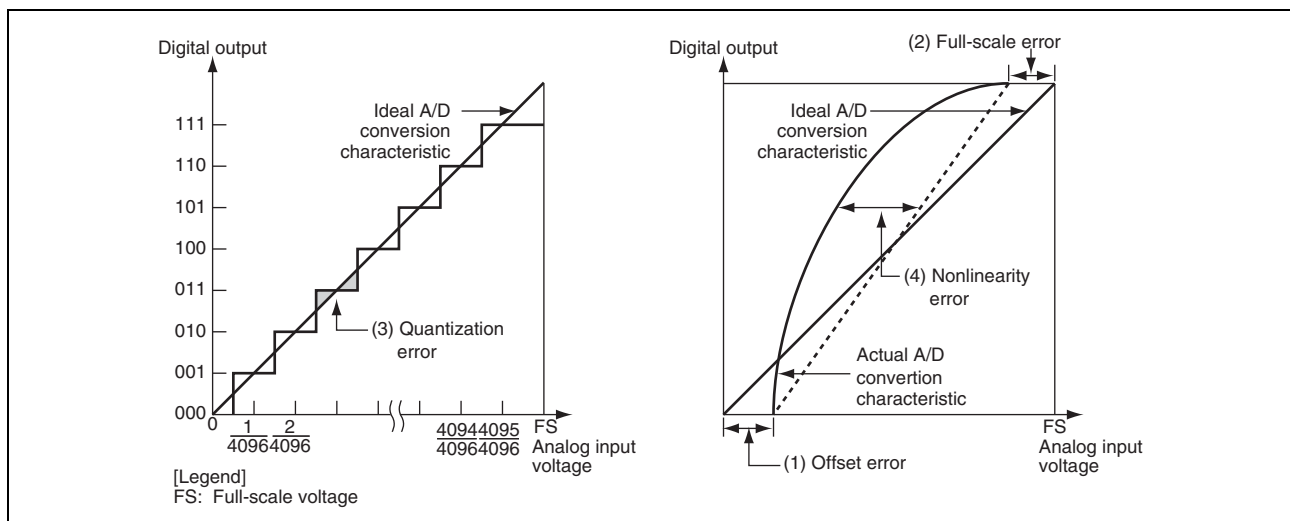 Digital output
Ideal A/D
conversion
characteristic
111
110
101
100
011
010
001
000
(3) Quantization
error
0
1
4096
2
4096
4094
4096
4095
4096
FS
Analog input
voltage
[Legend]
FS: Full-scale voltage
Digital output
(2) Full-scale error
Ideal A/D
conversion
characteristic
(4) Nonlinearity
error
Actual A/D
convertion
characteristic
FS
Analog input
voltage
(1) Offset error